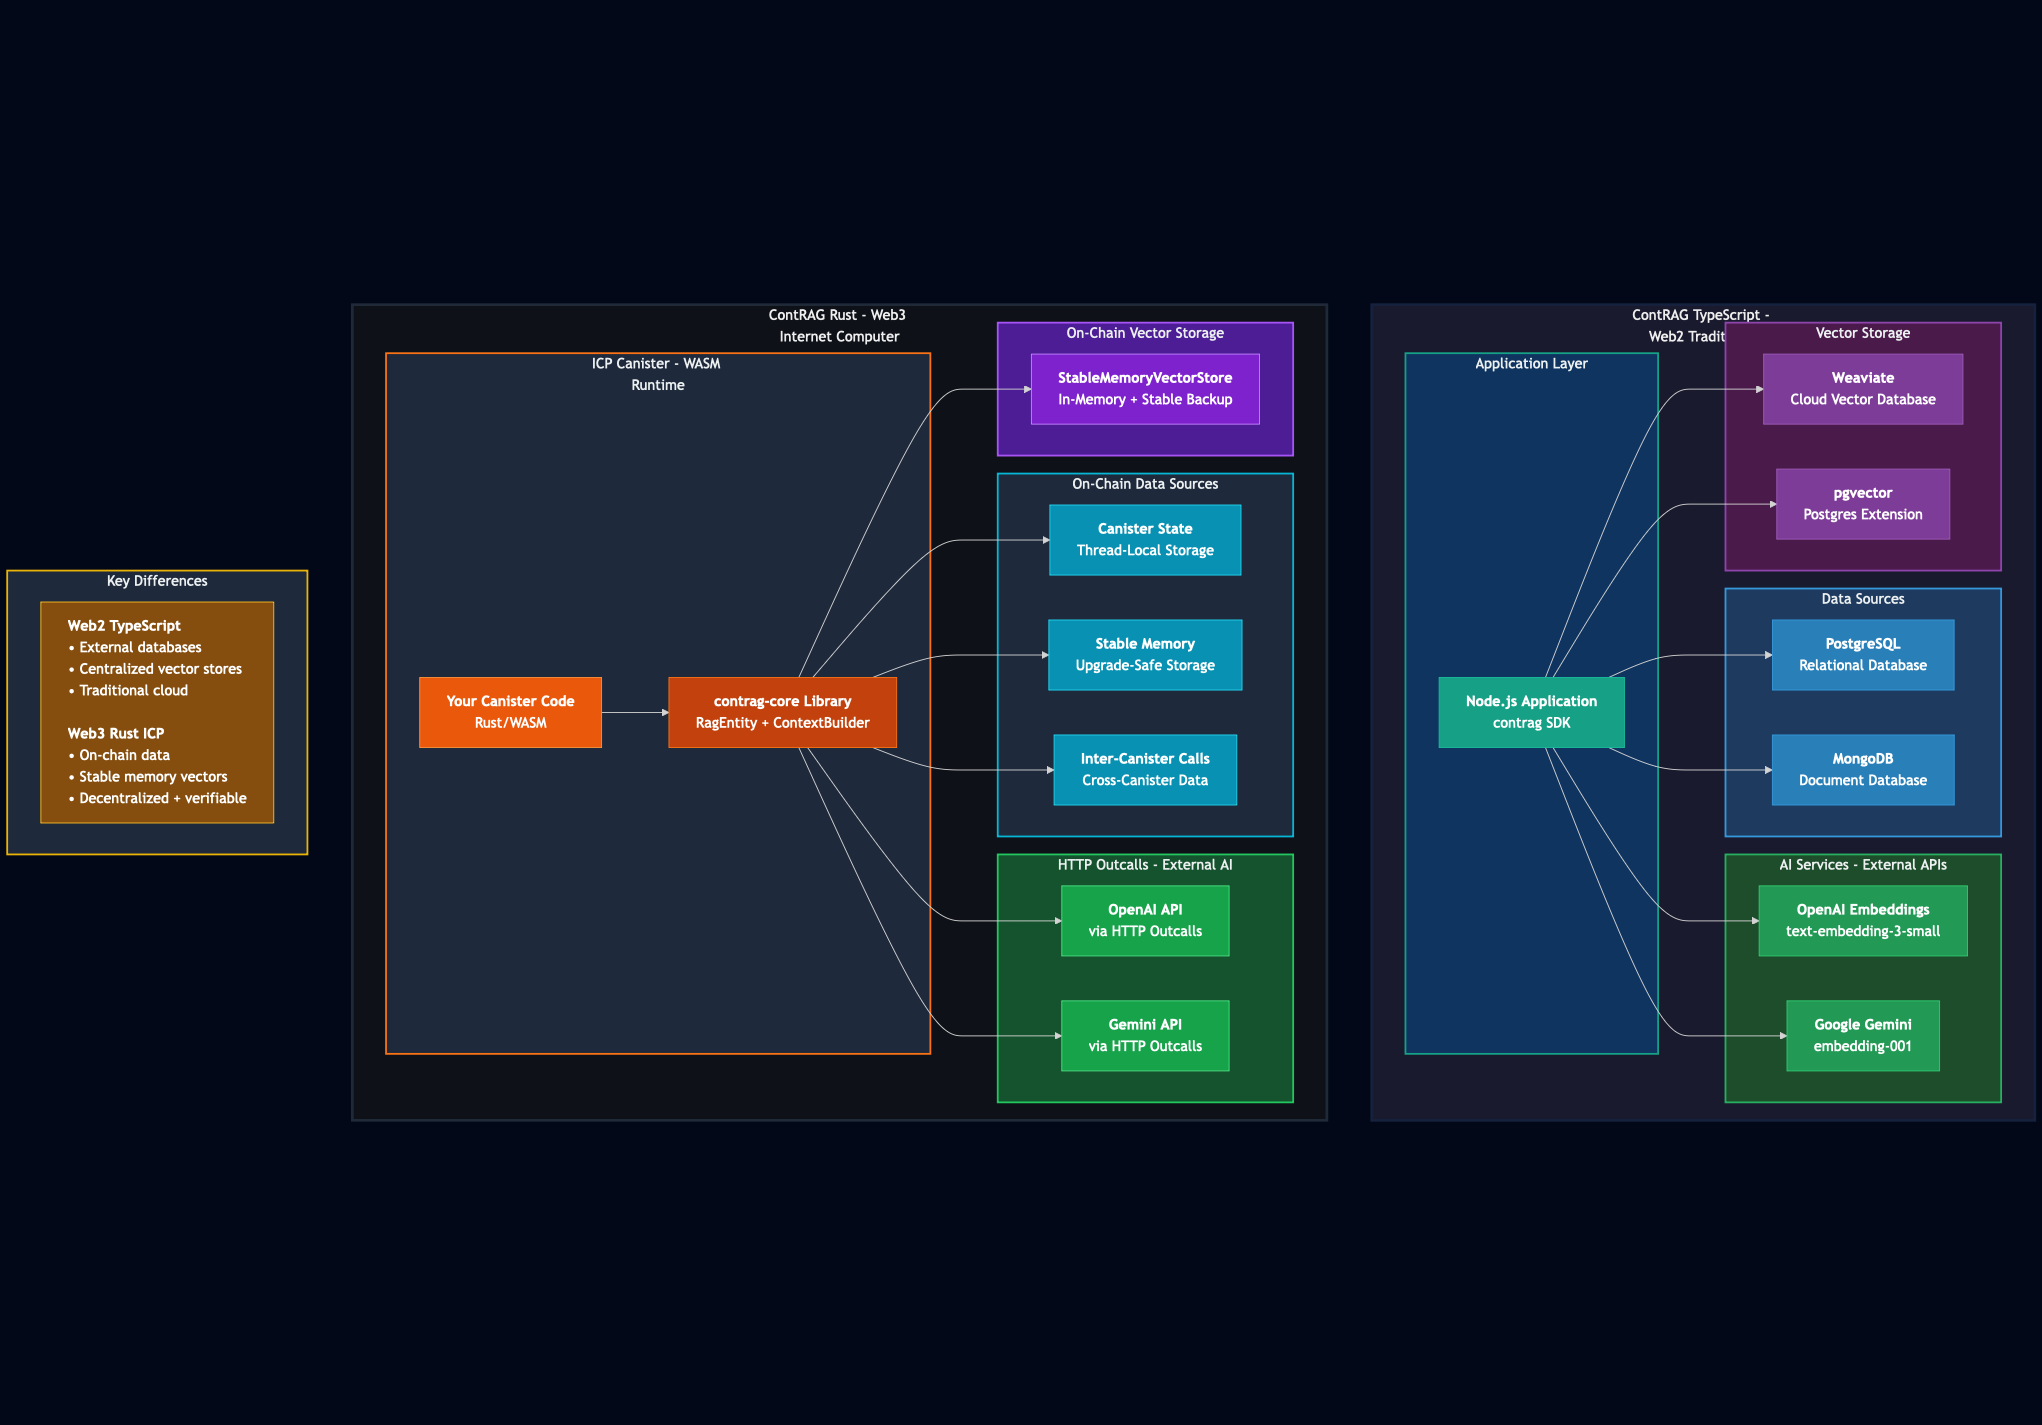 Key Differences
Web2 TypeScript
• External databases
• Centralized vector stores
• Traditional cloud
Web3 Rust ICP
• On-chain data
• Stable memory vectors
• Decentralized + verifiable
ContRAG Rust - Web3
Internet Computer
ICP Canister - WASM
Runtime
Your Canister Code
Rust/WASM
contrag-core Library
RagEntity + ContextBuilder
On-Chain Vector Storage
StableMemoryVectorStore
In-Memory + Stable Backup
On-Chain Data Sources
Canister State
Thread-Local Storage
Stable Memory
Upgrade-Safe Storage
Inter-Canister Calls
Cross-Canister Data
HTTP Outcalls - External AI
OpenAI API
via HTTP Outcalls
Gemini API
via HTTP Outcalls
ContRAG TypeScript -
Web2 Tradit
Application Layer
Node.js Application
contrag SDK
Vector Storage
Weaviate
Cloud Vector Database
pgvector
Postgres Extension
Data Sources
PostgreSQL
Relational Database
MongoDB
Document Database
AI Services - External APIs
OpenAI Embeddings
text-embedding-3-small
Google Gemini
embedding-001